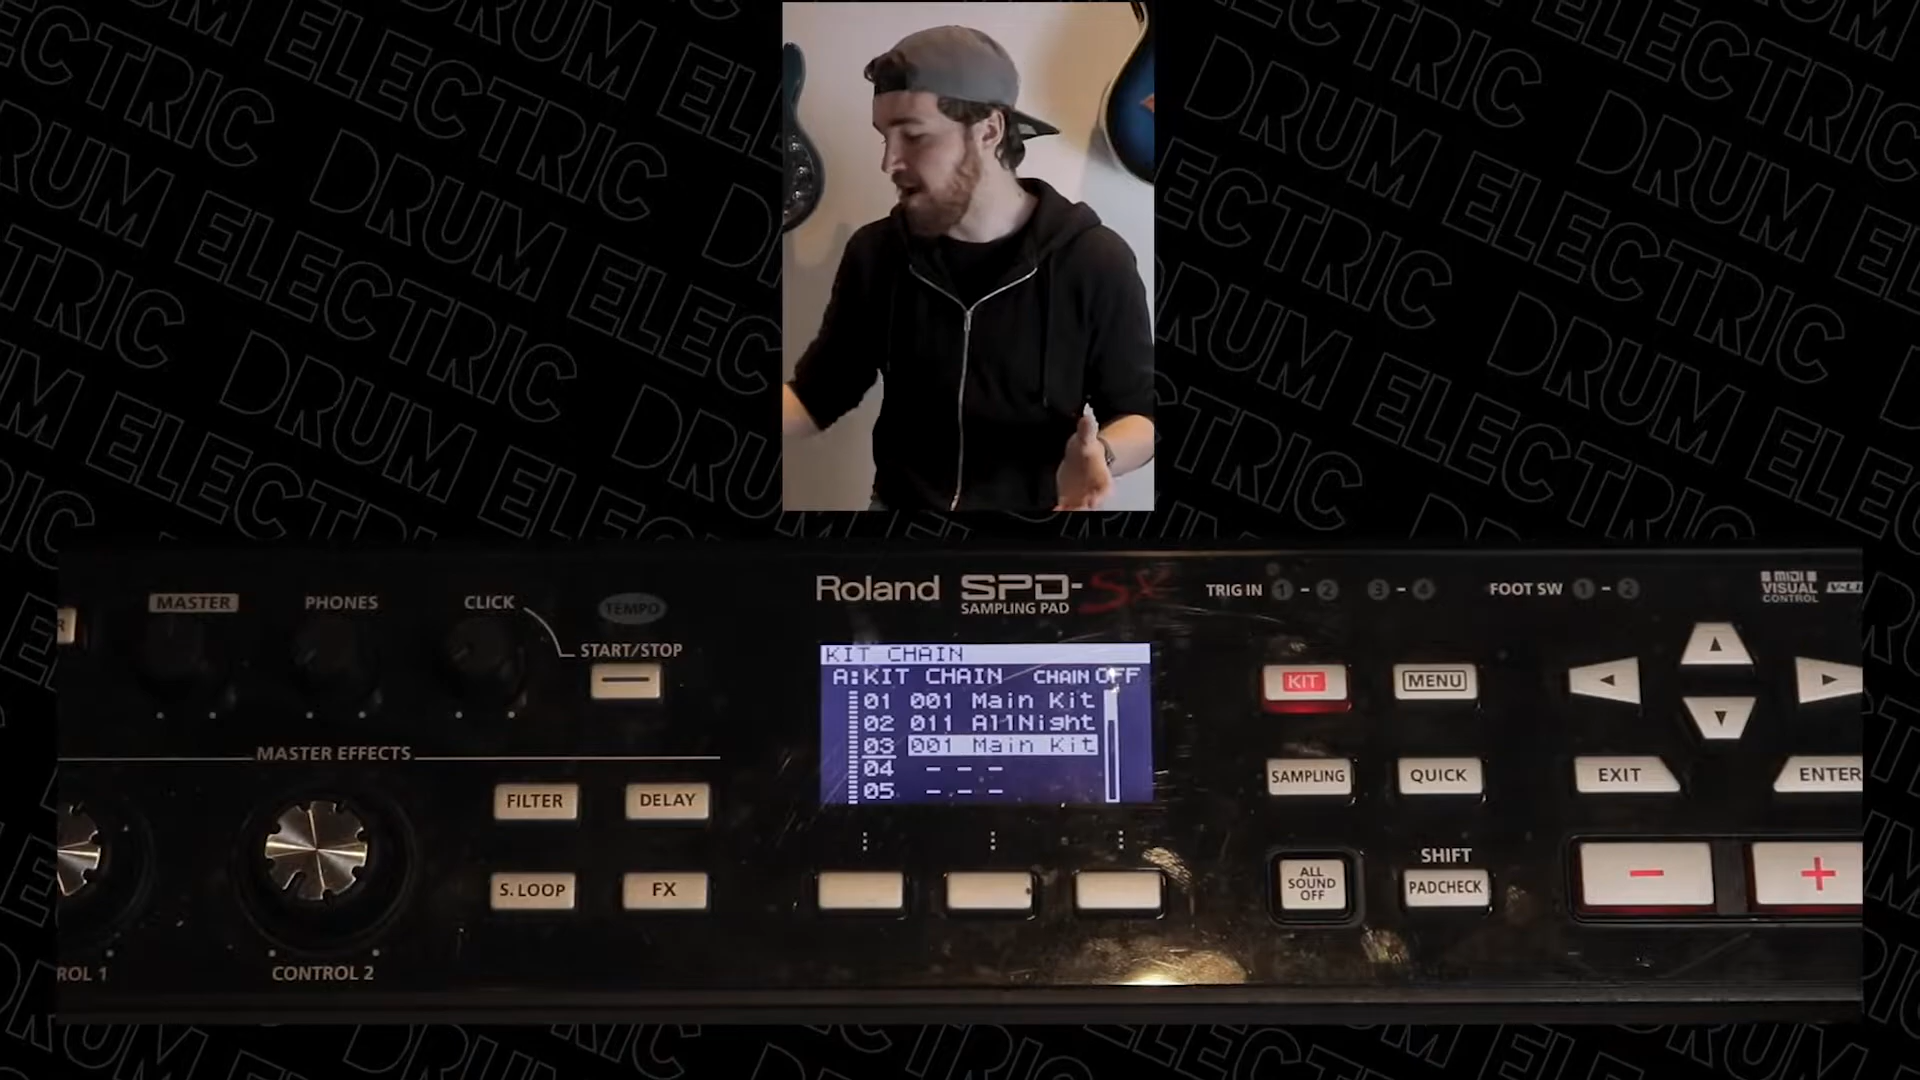 DRUM ELECTRIC
Roland SPD-SX
SAMPLING PAD
TRIG IN 1 - 2 3 - 4
FOOT SW 1 - 2
MIDI
VISUAL
CONTROL
MASTER
PHONES
CLICK
TEMPO
START/STOP
KIT CHAIN
A:KIT CHAIN CHAIN OFF
01 001 Main Kit
02 011 AllNight
03 001 Main Kit
04 - - -
05 - - -
KIT
MENU
MASTER EFFECTS
FILTER
DELAY
SAMPLING
QUICK
EXIT
ENTER
S. LOOP
FX
ALL
SOUND
OFF
SHIFT
PADCHECK
ROL 1
CONTROL 2